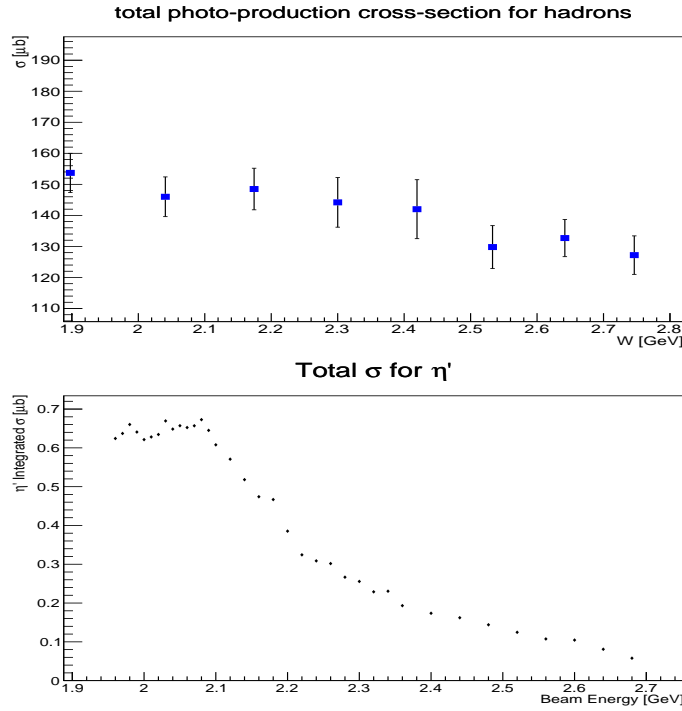 total photo-production cross-section for hadrons
σ [μb]
190
180
170
160
150
140
130
120
110
1.9 2 2.1 2.2 2.3 2.4 2.5 2.6 2.7 2.8
W [GeV]
Total σ for η'
η' Integrated σ [μb]
0.7
0.6
0.5
0.4
0.3
0.2
0.1
0
1.9 2 2.1 2.2 2.3 2.4 2.5 2.6 2.7
Beam Energy [GeV]